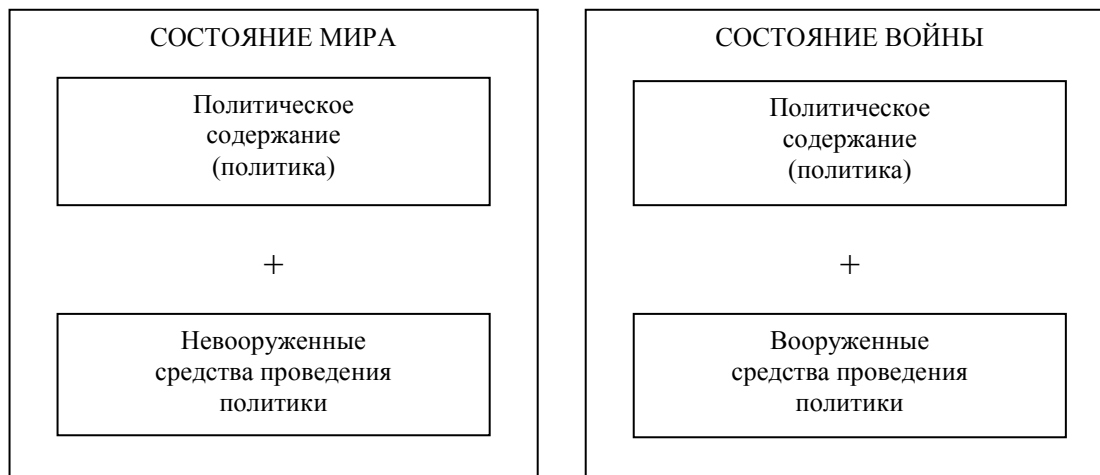 СОСТОЯНИЕ МИРА
Политическое
содержание
(политика)
+
Невооруженные
средства проведения
политики
СОСТОЯНИЕ ВОЙНЫ
Политическое
содержание
(политика)
+
Вооруженные
средства проведения
политики